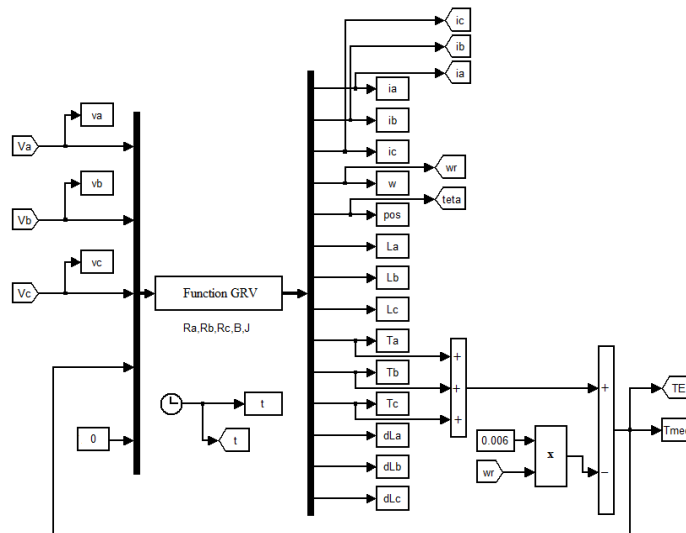 ic
ib
ia
va
ia
Va
ib
ic
wr
vb
w
teta
Vb
pos
La
vc
Lb
Vc
Function GRV
Lc
Ra,Rb,Rc,B,J
Ta
+
Tb
+
+
TE
t
Tc
+
0
t
dLa
0.006
Tmec
x
dLb
wr
−
dLc